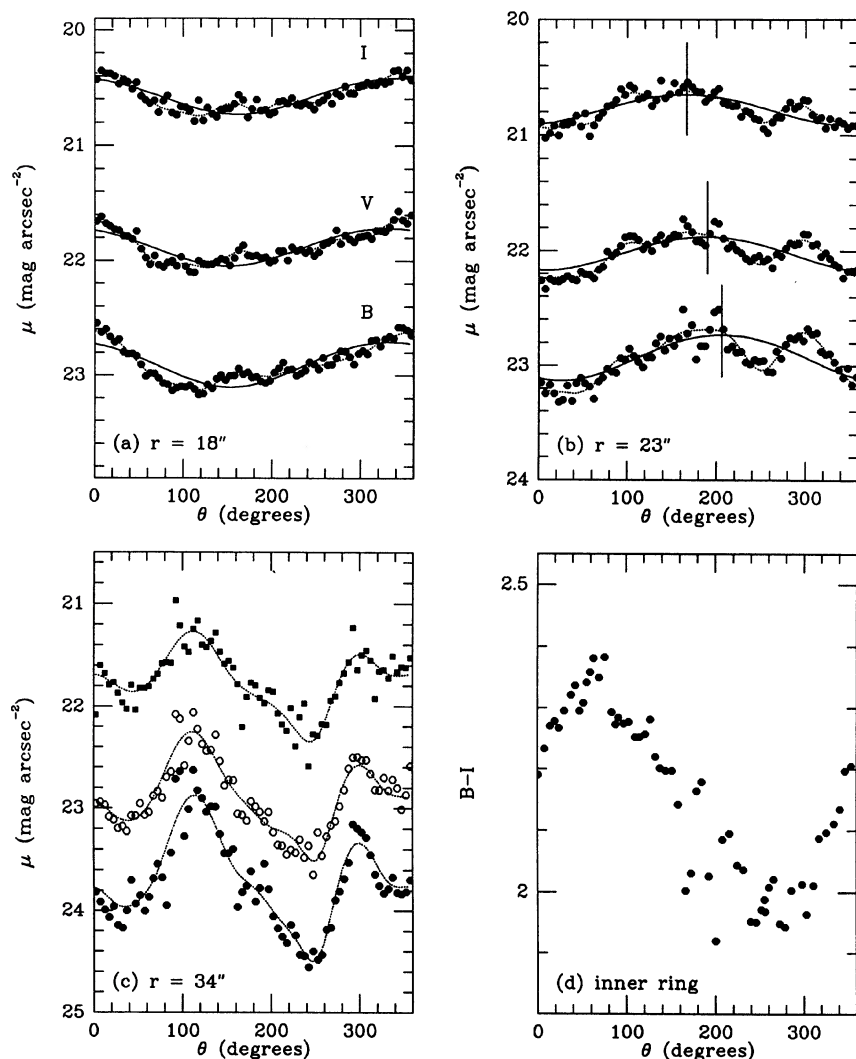 20
21
22
23
μ (mag arcsec⁻²)
I
V
B
(a) r = 18″
0 100 200 300
θ (degrees)
20
21
22
23
24
μ (mag arcsec⁻²)
(b) r = 23″
0 100 200 300
θ (degrees)
21
22
23
24
25
μ (mag arcsec⁻²)
(c) r = 34″
0 100 200 300
θ (degrees)
2.5
2
B-I
(d) inner ring
0 100 200 300
θ (degrees)